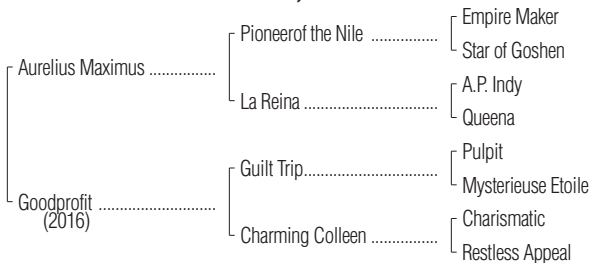 Empire Maker
Pioneerof the Nile ................
Star of Goshen
Aurelius Maximus ................
A.P. Indy
La Reina ................................
Queena
Pulpit
Guilt Trip................................
Mysterieuse Etoile
Goodprofit ............................
(2016)
Charismatic
Charming Colleen ................
Restless Appeal